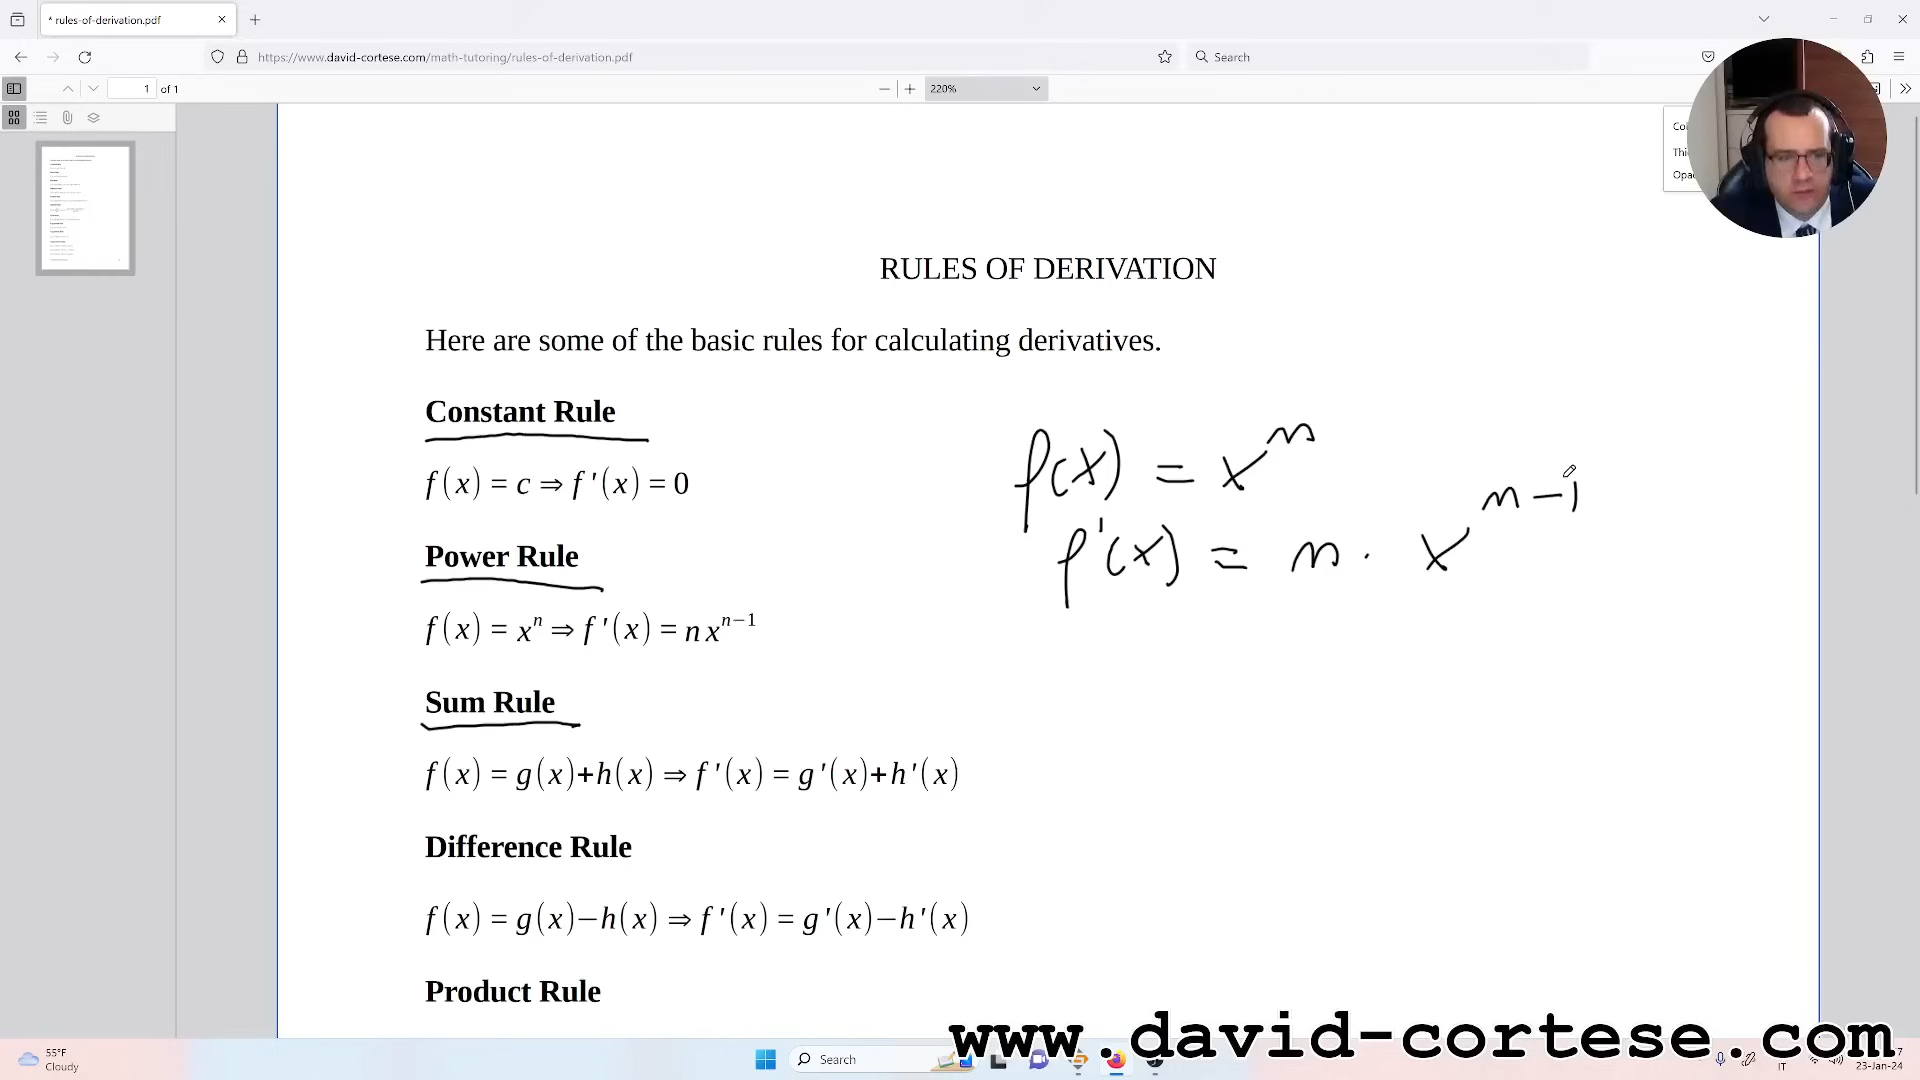 * rules-of-derivation.pdf
https://www.david-cortese.com/math-tutoring/rules-of-derivation.pdf
Search
1 of 1
220%
RULES OF DERIVATION
Here are some of the basic rules for calculating derivatives.
Constant Rule
f(x) = c ⇒ f'(x) = 0
f(x) = xⁿ
f'(x) = n · xⁿ⁻¹
Power Rule
f(x) = xⁿ ⇒ f'(x) = n xⁿ⁻¹
Sum Rule
f(x) = g(x)+h(x) ⇒ f'(x) = g'(x)+h'(x)
Difference Rule
f(x) = g(x)−h(x) ⇒ f'(x) = g'(x)−h'(x)
Product Rule
www.david-cortese.com
55°F
Cloudy
Search
IT
23-Jan-24